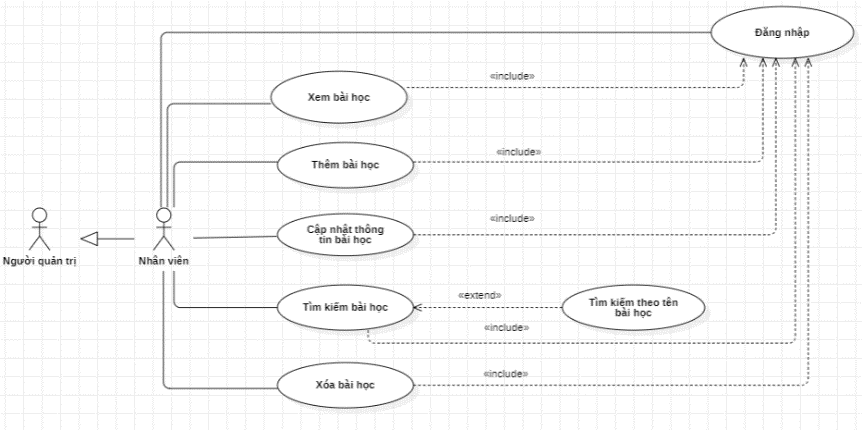 Đăng nhập
«include»
Xem bài học
«include»
Thêm bài học
«include»
Cập nhật thông
tin bài học
Người quản trị
Nhân viên
«extend»
Tìm kiếm bài học
Tìm kiếm theo tên
bài học
«include»
«include»
Xóa bài học